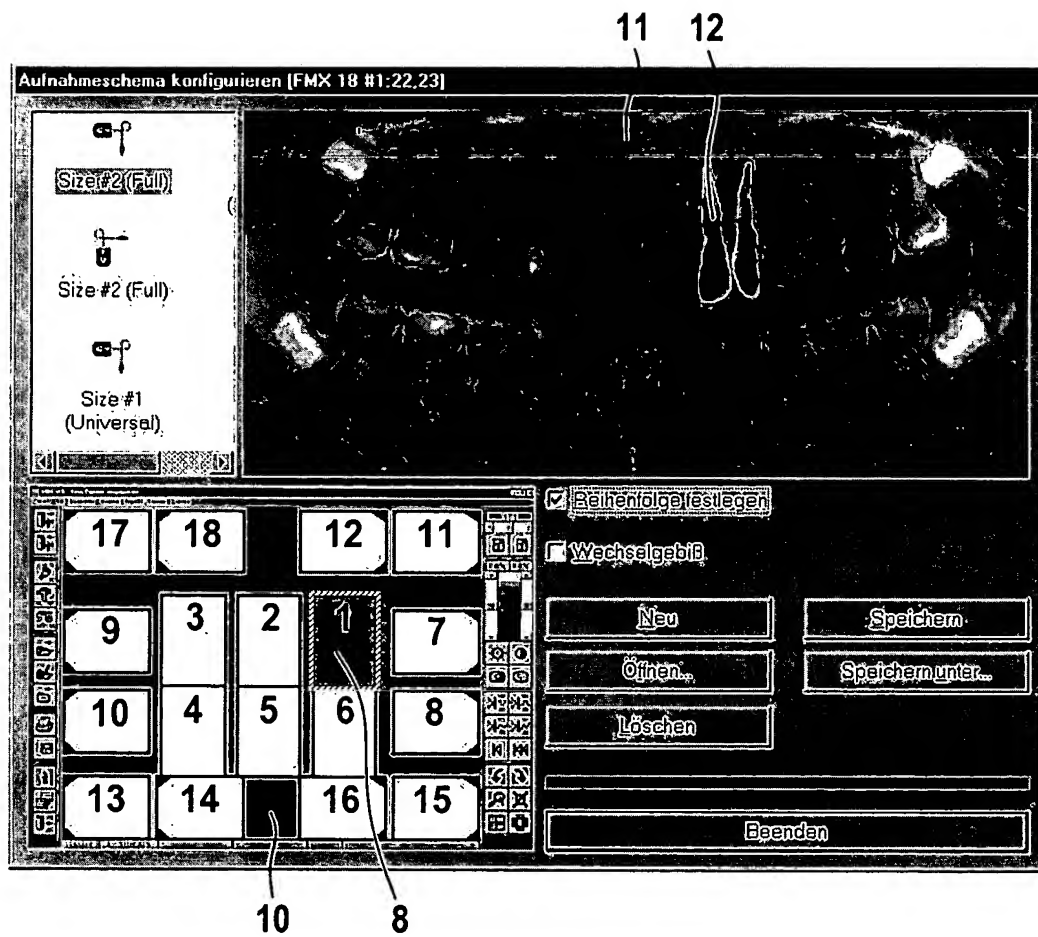 11 12
Aufnahmeschema konfigurieren [FMX 18 #1:22,23]
Size #2 (Full)
Size #2 (Full)
Size #1
(Universal)
17 18 12 11
3 2 1
9 7
4 5 6
10 8
13 14 16 15
Reihenfolge festlegen
Wechselgebiß
Neu Speichern
Öffnen... Speichern unter...
Löschen
Beenden
10 8